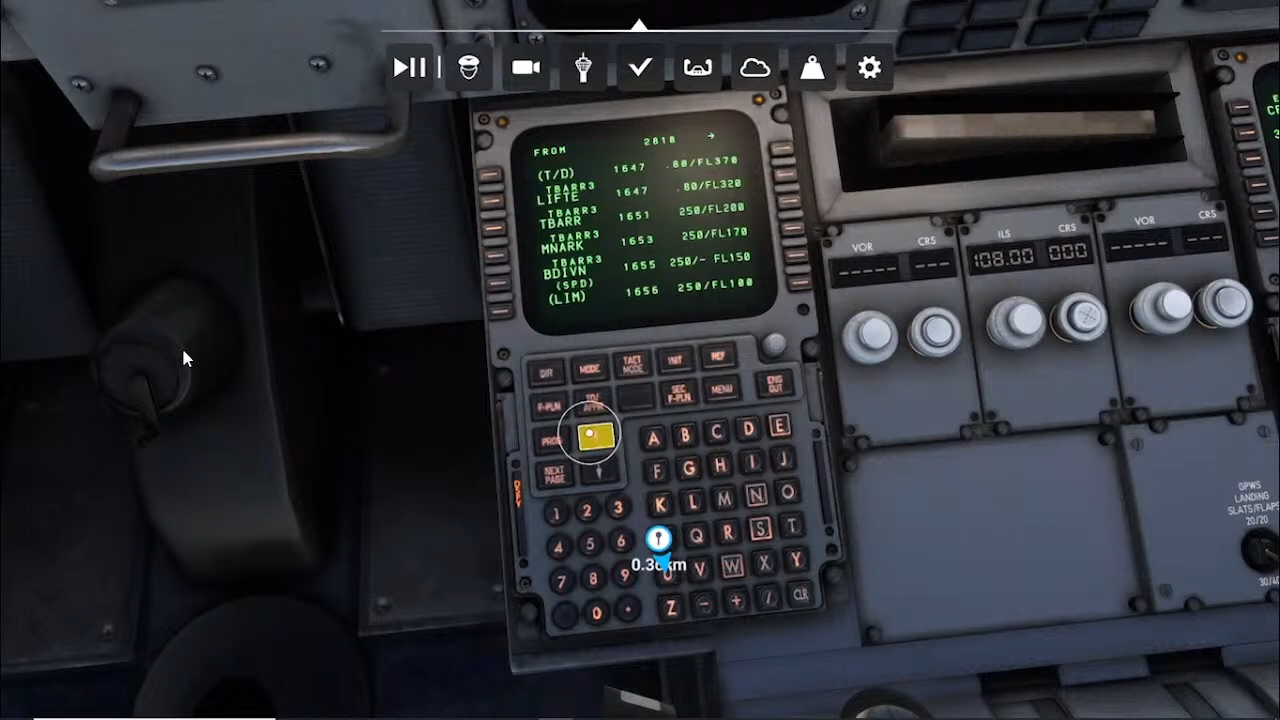 FROM 2818 →
(T/D) 1647 .80/FL370
TBARR3
LIFTE 1647 .80/FL320
TBARR3
TBARR 1651 250/FL200
TBARR3
MNARK 1653 250/FL170
TBARR3
BDIVN 1655 250/- FL150
(SPD)
(LIM) 1656 250/FL100
VOR CRS
ILS CRS
108.00 000
VOR CRS
DIR MODE TACT MODE INIT REF
F-PLN SEC F-PLN MENU ENG OUT
NEXT PAGE
A B C D E
F G H I J
K L M N O
Q R S T
V W X Y
Z - + / CLR
1 2 3
4 5 6
7 8 9
0 .
0.36km
GPWS
LANDING
SLATS/FLAPS
20/20